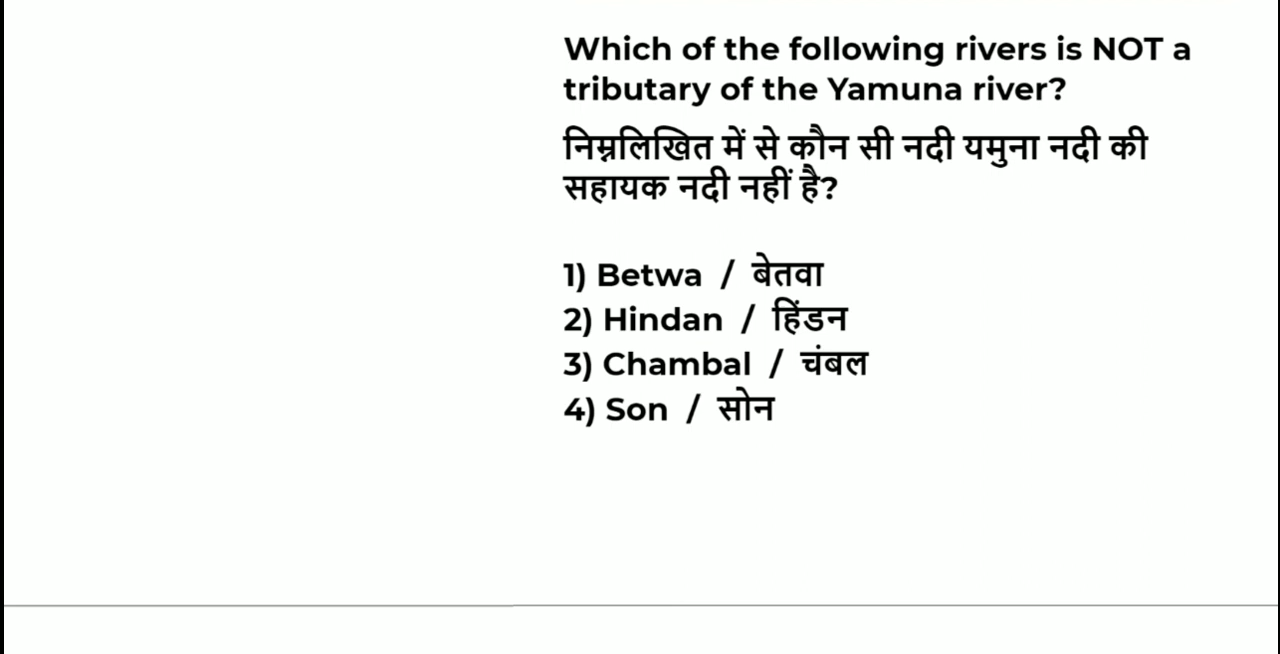 Which of the following rivers is NOT a
tributary of the Yamuna river?
निम्नलिखित में से कौन सी नदी यमुना नदी की
सहायक नदी नहीं है?
1) Betwa / बेतवा
2) Hindan / हिंडन
3) Chambal / चंबल
4) Son / सोन